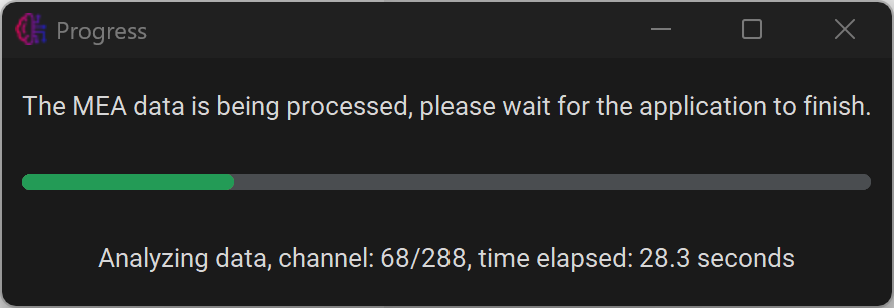 Progress
The MEA data is being processed, please wait for the application to finish.
Analyzing data, channel: 68/288, time elapsed: 28.3 seconds